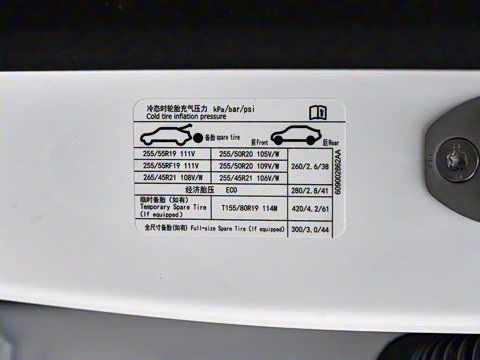 冷态时轮胎充气压力 kPa/bar/psi
Cold tire inflation pressure
备胎 spare tire 前Front 后Rear
255/55R19 111V 255/50R20 105V/W
255/55RF19 111V 255/50R20 109V/W 260/2.6/38
265/45R21 108V/W 255/45R21 106V/W
经济胎压 ECO 280/2.8/41
临时备胎 (如有)
Temporary Spare Tire T155/80R19 114M 420/4.2/61
(If equipped)
全尺寸备胎 (如有) Full-size Spare Tire (If equipped) 300/3.0/44
609002862AA